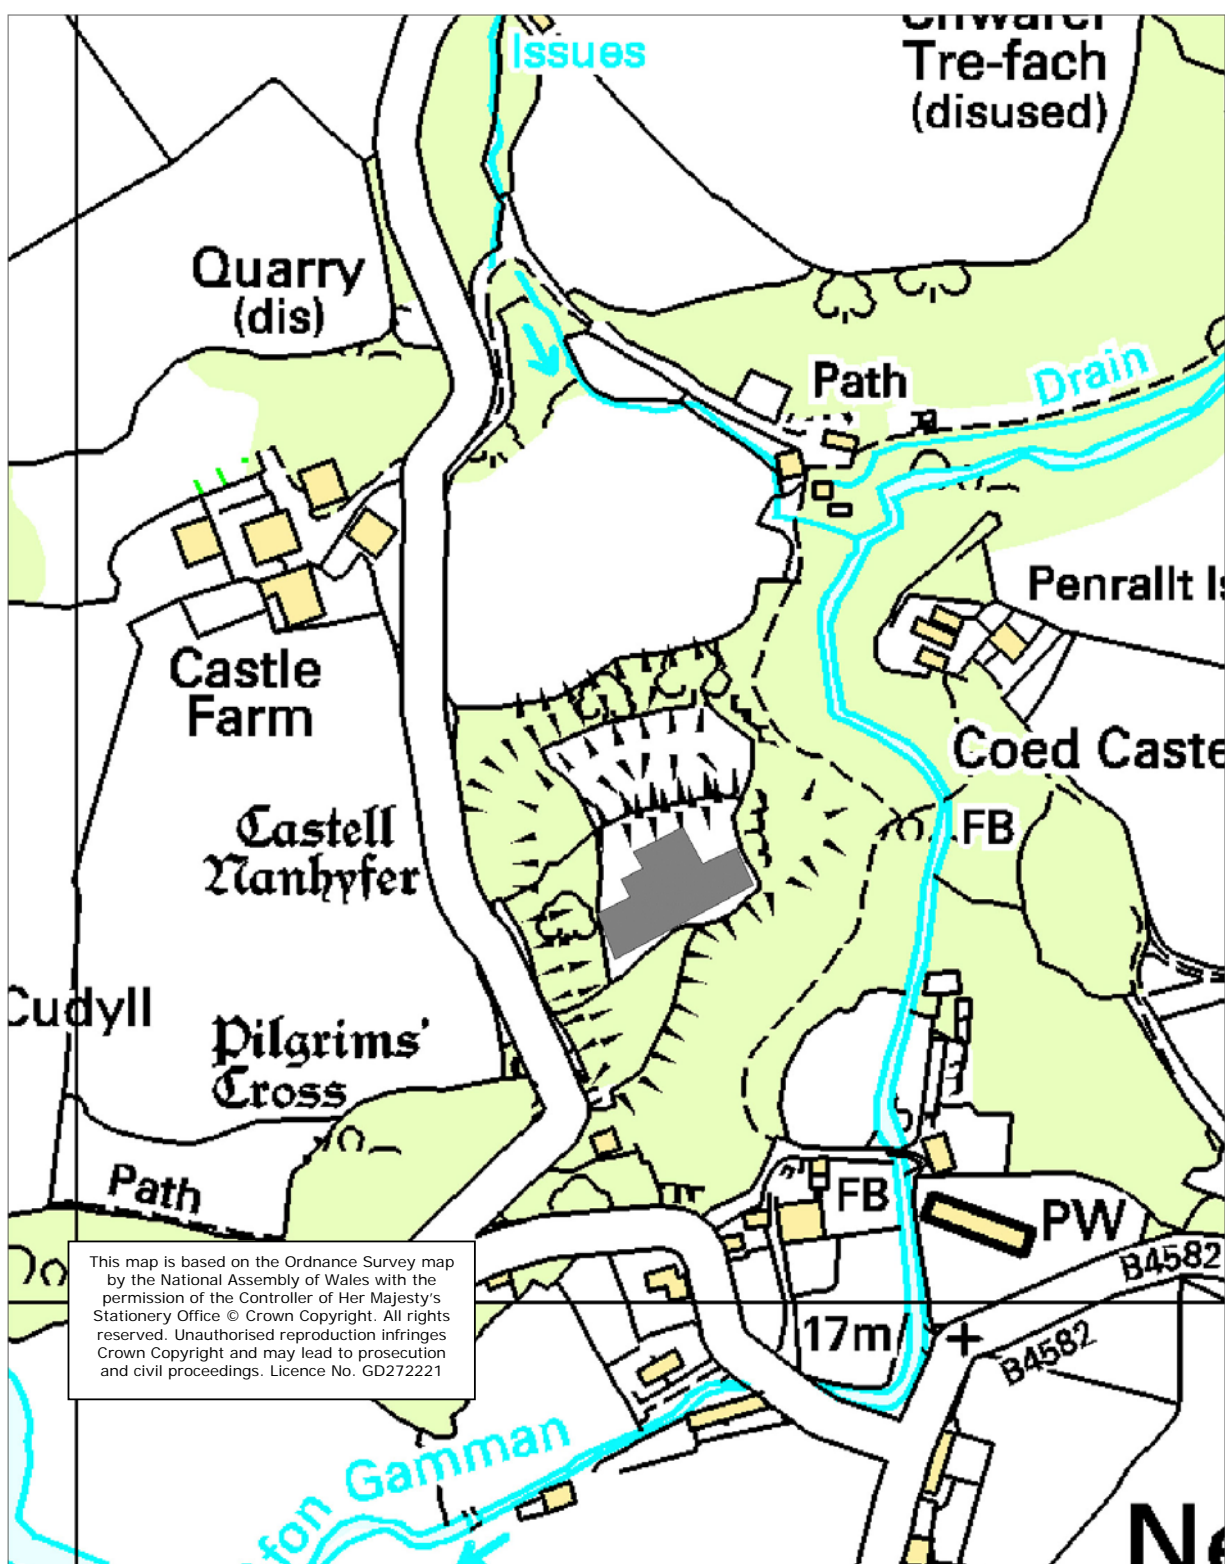 Issues
Tre-fach
(disused)
Quarry
(dis)
Path
Drain
Penrallt
Castle
Farm
Coed
FB
Castell
Nanhyfer
Cudyll
Pilgrims'
Cross
Path
FB
PW
B4582
17m
B4582
This map is based on the Ordnance Survey map
by the National Assembly of Wales with the
permission of the Controller of Her Majesty's
Stationery Office © Crown Copyright. All rights
reserved. Unauthorised reproduction infringes
Crown Copyright and may lead to prosecution
and civil proceedings. Licence No. GD272221
fon Gamman